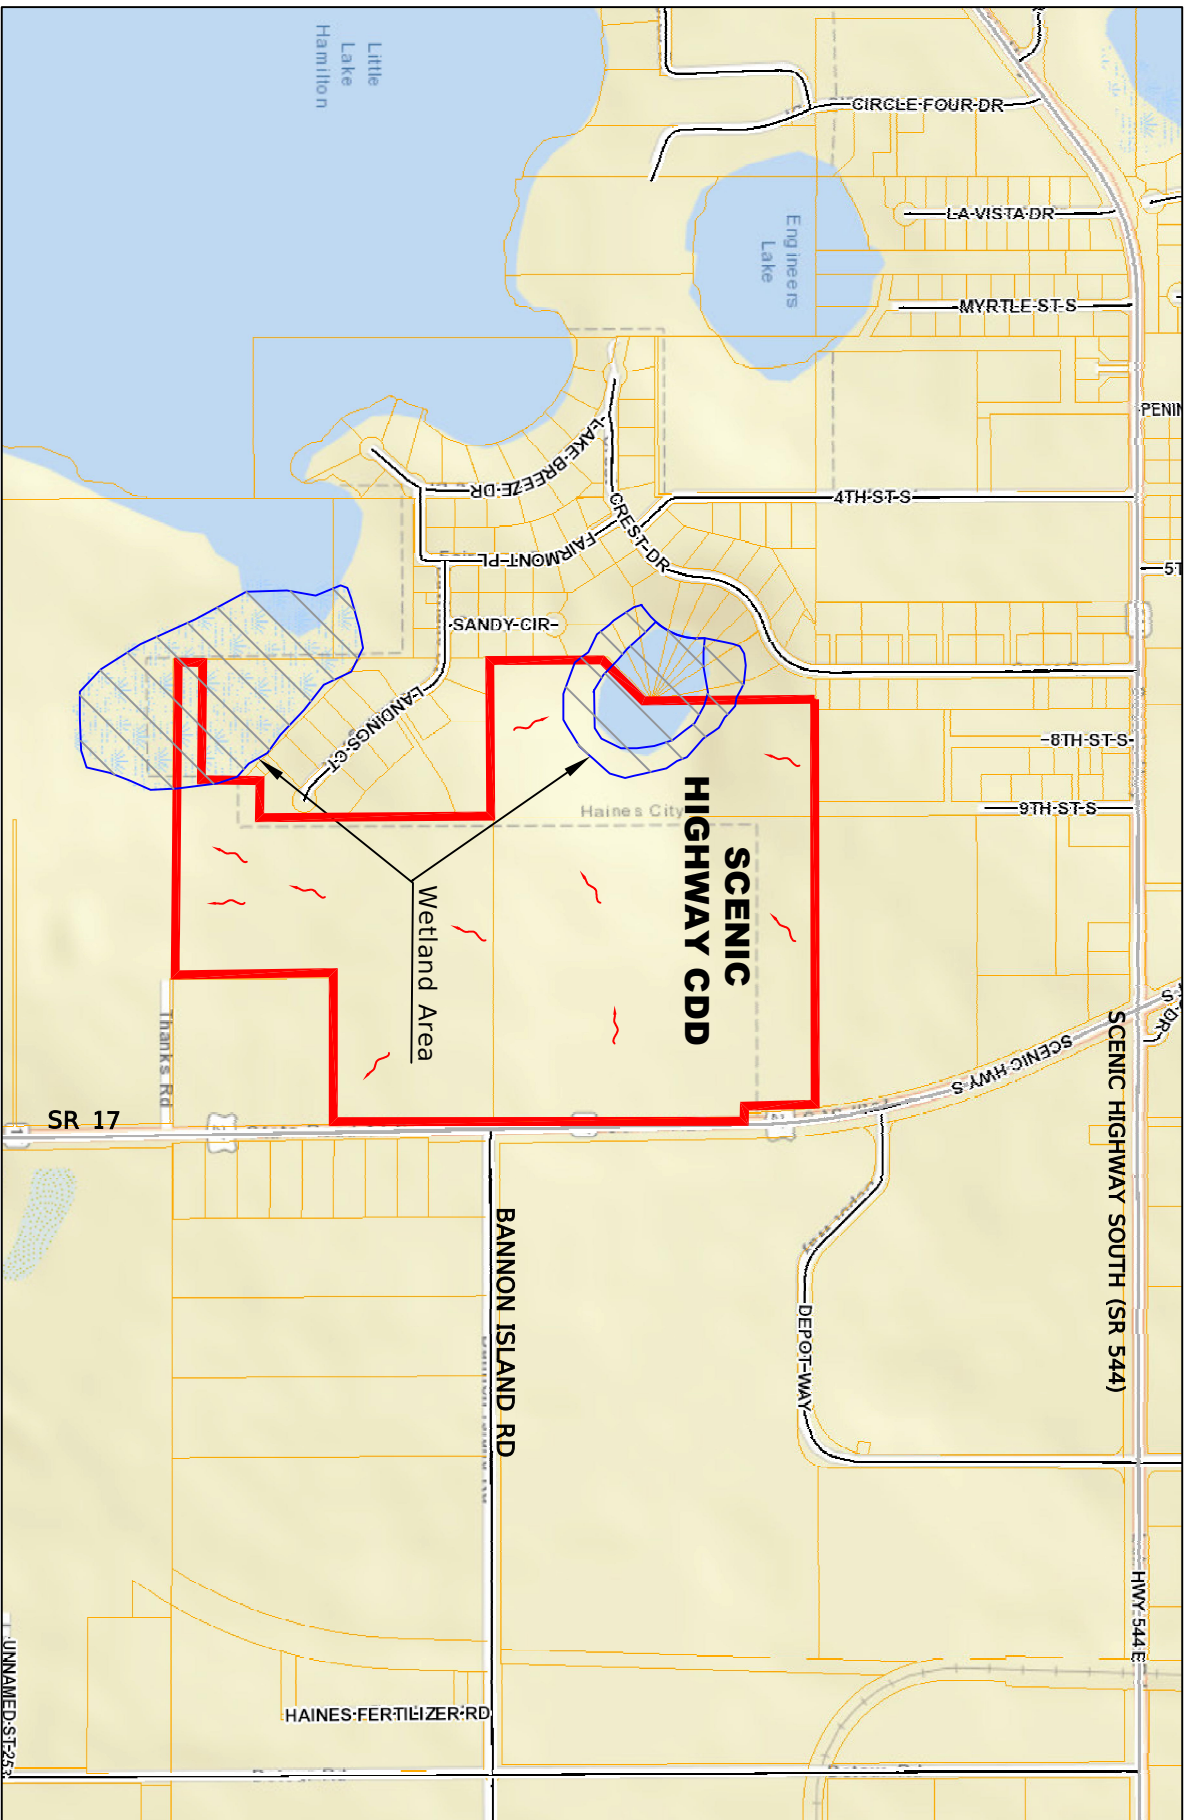 Little
Lake
Hamilton
CIRCLE FOUR DR
LA VISTA DR
Engineers
Lake
MYRTLE ST S
PENIN
LAKE BREEZE DR
4TH ST S
CREST DR
FAIRMONT PL
5T
SANDY CIR
LANDINGS CT
8TH ST S
9TH ST S
Haines City
SCENIC
HIGHWAY CDD
Wetland Area
S DR
SCENIC HWY S
SCENIC HIGHWAY SOUTH (SR 544)
Thanks Rd
SR 17
BANNON ISLAND RD
DEPOT WAY
HWY 544 E
UNNAMED ST 253
HAINES FERTILIZER RD